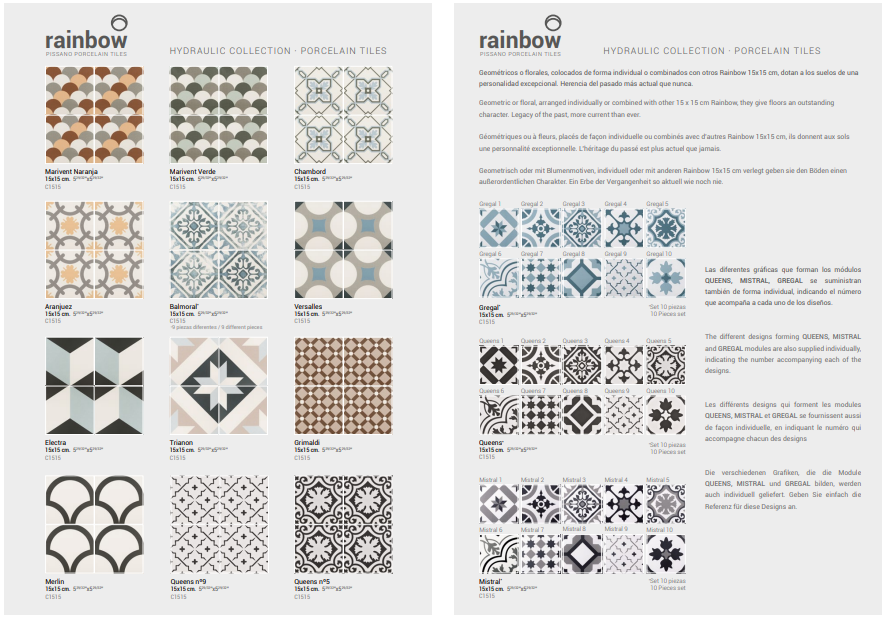 rainbow
PISSANO PORCELAIN TILES
HYDRAULIC COLLECTION · PORCELAIN TILES
Marivent Naranja
15x15 cm.
C1515
Marivent Verde
15x15 cm.
C1515
Chambord
15x15 cm.
C1515
Aranjuez
15x15 cm.
C1515
Balmoral*
15x15 cm.
C1515
*9 piezas diferentes / 9 different pieces
Versalles
15x15 cm.
C1515
Electra
15x15 cm.
C1515
Trianon
15x15 cm.
C1515
Grimaldi
15x15 cm.
C1515
Merlin
15x15 cm.
C1515
Queens nº9
15x15 cm.
C1515
Queens nº5
15x15 cm.
C1515
rainbow
PISSANO PORCELAIN TILES
HYDRAULIC COLLECTION · PORCELAIN TILES
Geométricos o florales, colocados de forma individual o combinados con otros Rainbow 15x15 cm, dotan a los suelos de una
personalidad excepcional. Herencia del pasado más actual que nunca.
Geometric or floral, arranged individually or combined with other 15 x 15 cm Rainbow, they give floors an outstanding
character. Legacy of the past, more current than ever.
Géométriques ou à fleurs, placés de façon individuelle ou combinés avec d'autres Rainbow 15x15 cm, ils donnent aux sols
une personnalité exceptionnelle. L'héritage du passé est plus actuel que jamais.
Geometrisch oder mit Blumenmotiven, individuell oder mit anderen Rainbow 15x15 cm verlegt geben sie den Böden einen
außerordentlichen Charakter. Ein Erbe der Vergangenheit so aktuell wie noch nie.
Gregal 1 Gregal 2 Gregal 3 Gregal 4 Gregal 5
Gregal 6 Gregal 7 Gregal 8 Gregal 9 Gregal 10
Gregal*
15x15 cm.
C1515
*Set 10 piezas
10 Pieces set
Las diferentes gráficas que forman los módulos
QUEENS, MISTRAL, GREGAL se suministran
también de forma individual, indicando el número
que acompaña a cada uno de los diseños.
Queens 1 Queens 2 Queens 3 Queens 4 Queens 5
Queens 6 Queens 7 Queens 8 Queens 9 Queens 10
Queens*
15x15 cm.
C1515
*Set 10 piezas
10 Pieces set
The different designs forming QUEENS, MISTRAL
and GREGAL modules are also supplied individually,
indicating the number accompanying each of the
designs.
Les différents designs qui forment les modules
QUEENS, MISTRAL et GREGAL se fournissent aussi
de façon individuelle, en indiquant le numéro qui
accompagne chacun des designs
Die verschiedenen Grafiken, die die Module
QUEENS, MISTRAL und GREGAL bilden, werden
auch individuell geliefert. Geben Sie einfach die
Referenz für diese Designs an.
Mistral 1 Mistral 2 Mistral 3 Mistral 4 Mistral 5
Mistral 6 Mistral 7 Mistral 8 Mistral 9 Mistral 10
Mistral*
15x15 cm.
C1515
*Set 10 piezas
10 Pieces set